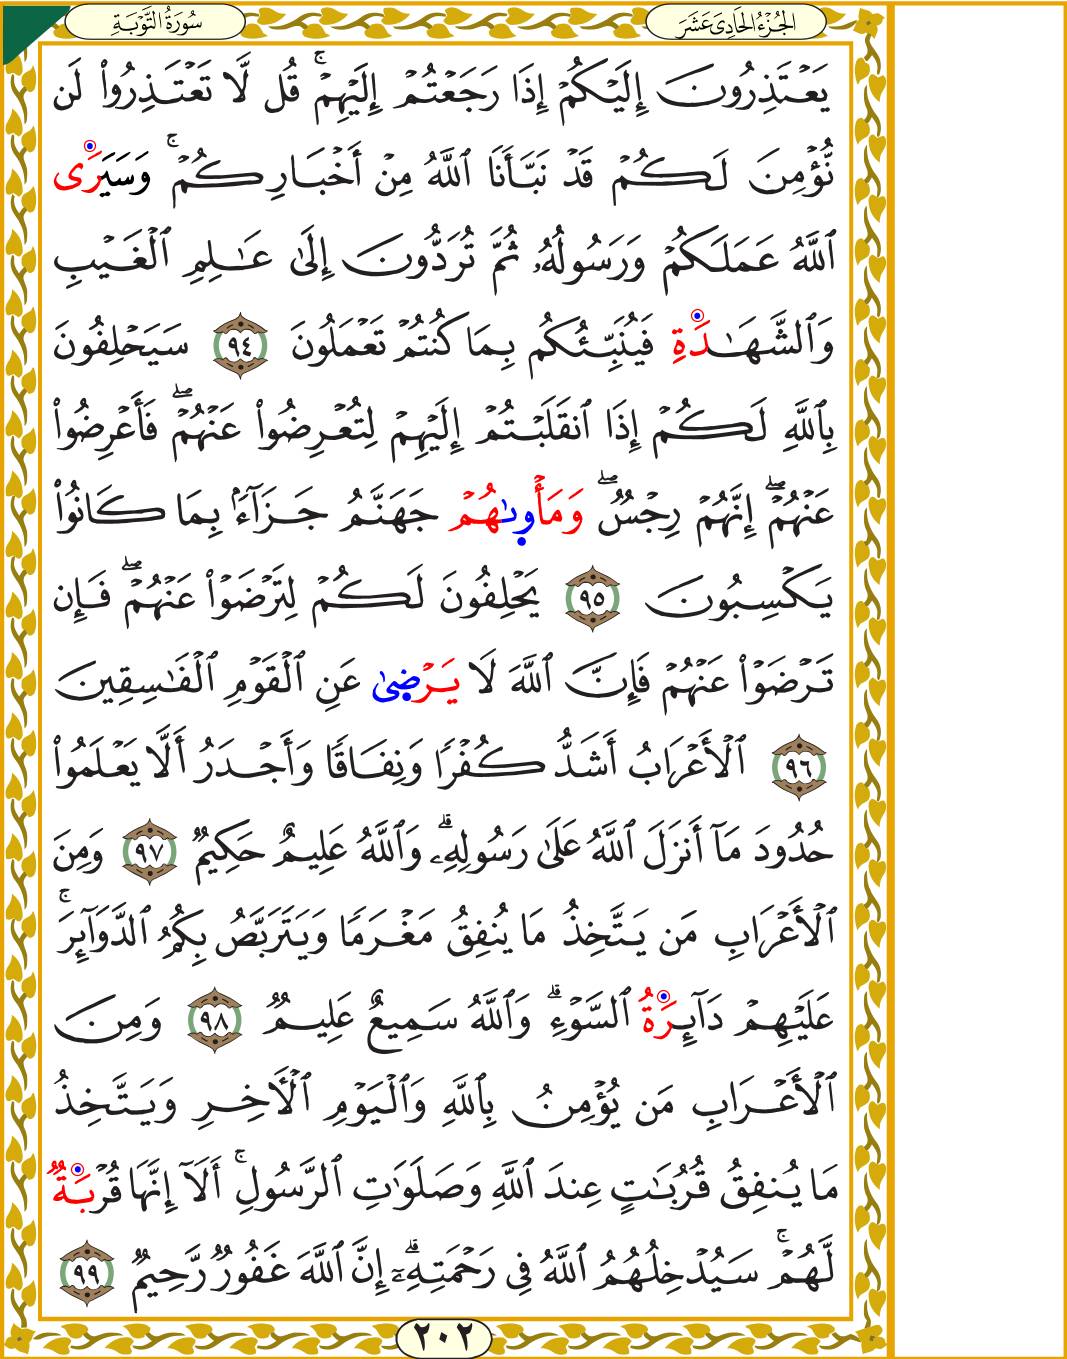 الجُزْءُ الحَادِي عَشَرَ
سُورَةُ التَّوْبَةِ
يَعْتَذِرُونَ إِلَيْكُمْ إِذَا رَجَعْتُمْ إِلَيْهِمْ ۚ قُل لَّا تَعْتَذِرُوا۟ لَن
نُّؤْمِنَ لَكُمْ قَدْ نَبَّأَنَا ٱللَّهُ مِنْ أَخْبَارِكُمْ ۚ وَسَيَرَى
ٱللَّهُ عَمَلَكُمْ وَرَسُولُهُۥ ثُمَّ تُرَدُّونَ إِلَىٰ عَـٰلِمِ ٱلْغَيْبِ
وَٱلشَّهَـٰدَةِ فَيُنَبِّئُكُم بِمَا كُنتُمْ تَعْمَلُونَ ٩٤ سَيَحْلِفُونَ
بِٱللَّهِ لَكُمْ إِذَا ٱنقَلَبْتُمْ إِلَيْهِمْ لِتُعْرِضُوا۟ عَنْهُمْ ۖ فَأَعْرِضُوا۟
عَنْهُمْ ۖ إِنَّهُمْ رِجْسٌ ۖ وَمَأْوىٰهُمْ جَهَنَّمُ جَزَآءًۢ بِمَا كَانُوا۟
يَكْسِبُونَ ٩٥ يَحْلِفُونَ لَكُمْ لِتَرْضَوْا۟ عَنْهُمْ ۖ فَإِن
تَرْضَوْا۟ عَنْهُمْ فَإِنَّ ٱللَّهَ لَا يَرْضىٰ عَنِ ٱلْقَوْمِ ٱلْفَـٰسِقِينَ
٩٦ ٱلْأَعْرَابُ أَشَدُّ كُفْرًا وَنِفَاقًا وَأَجْدَرُ أَلَّا يَعْلَمُوا۟
حُدُودَ مَآ أَنزَلَ ٱللَّهُ عَلَىٰ رَسُولِهِۦ ۗ وَٱللَّهُ عَلِيمٌ حَكِيمٌ ٩٧ وَمِنَ
ٱلْأَعْرَابِ مَن يَتَّخِذُ مَا يُنفِقُ مَغْرَمًا وَيَتَرَبَّصُ بِكُمُ ٱلدَّوَآئِرَ ۚ
عَلَيْهِمْ دَآئِرَةُ ٱلسَّوْءِ ۗ وَٱللَّهُ سَمِيعٌ عَلِيمٌ ٩٨ وَمِنَ
ٱلْأَعْرَابِ مَن يُؤْمِنُ بِٱللَّهِ وَٱلْيَوْمِ ٱلْـَٔاخِرِ وَيَتَّخِذُ
مَا يُنفِقُ قُرُبَـٰتٍ عِندَ ٱللَّهِ وَصَلَوَٰتِ ٱلرَّسُولِ ۚ أَلَآ إِنَّهَا قُرْبَةٌ
لَّهُمْ ۚ سَيُدْخِلُهُمُ ٱللَّهُ فِى رَحْمَتِهِۦٓ ۗ إِنَّ ٱللَّهَ غَفُورٌ رَّحِيمٌ ٩٩
٢٠٢